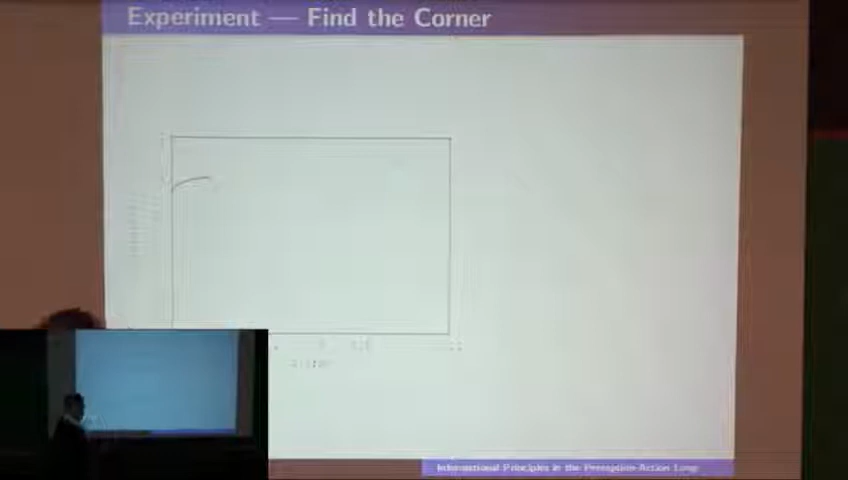 Experiment — Find the Corner
Informational Principles in the Perception-Action Loop